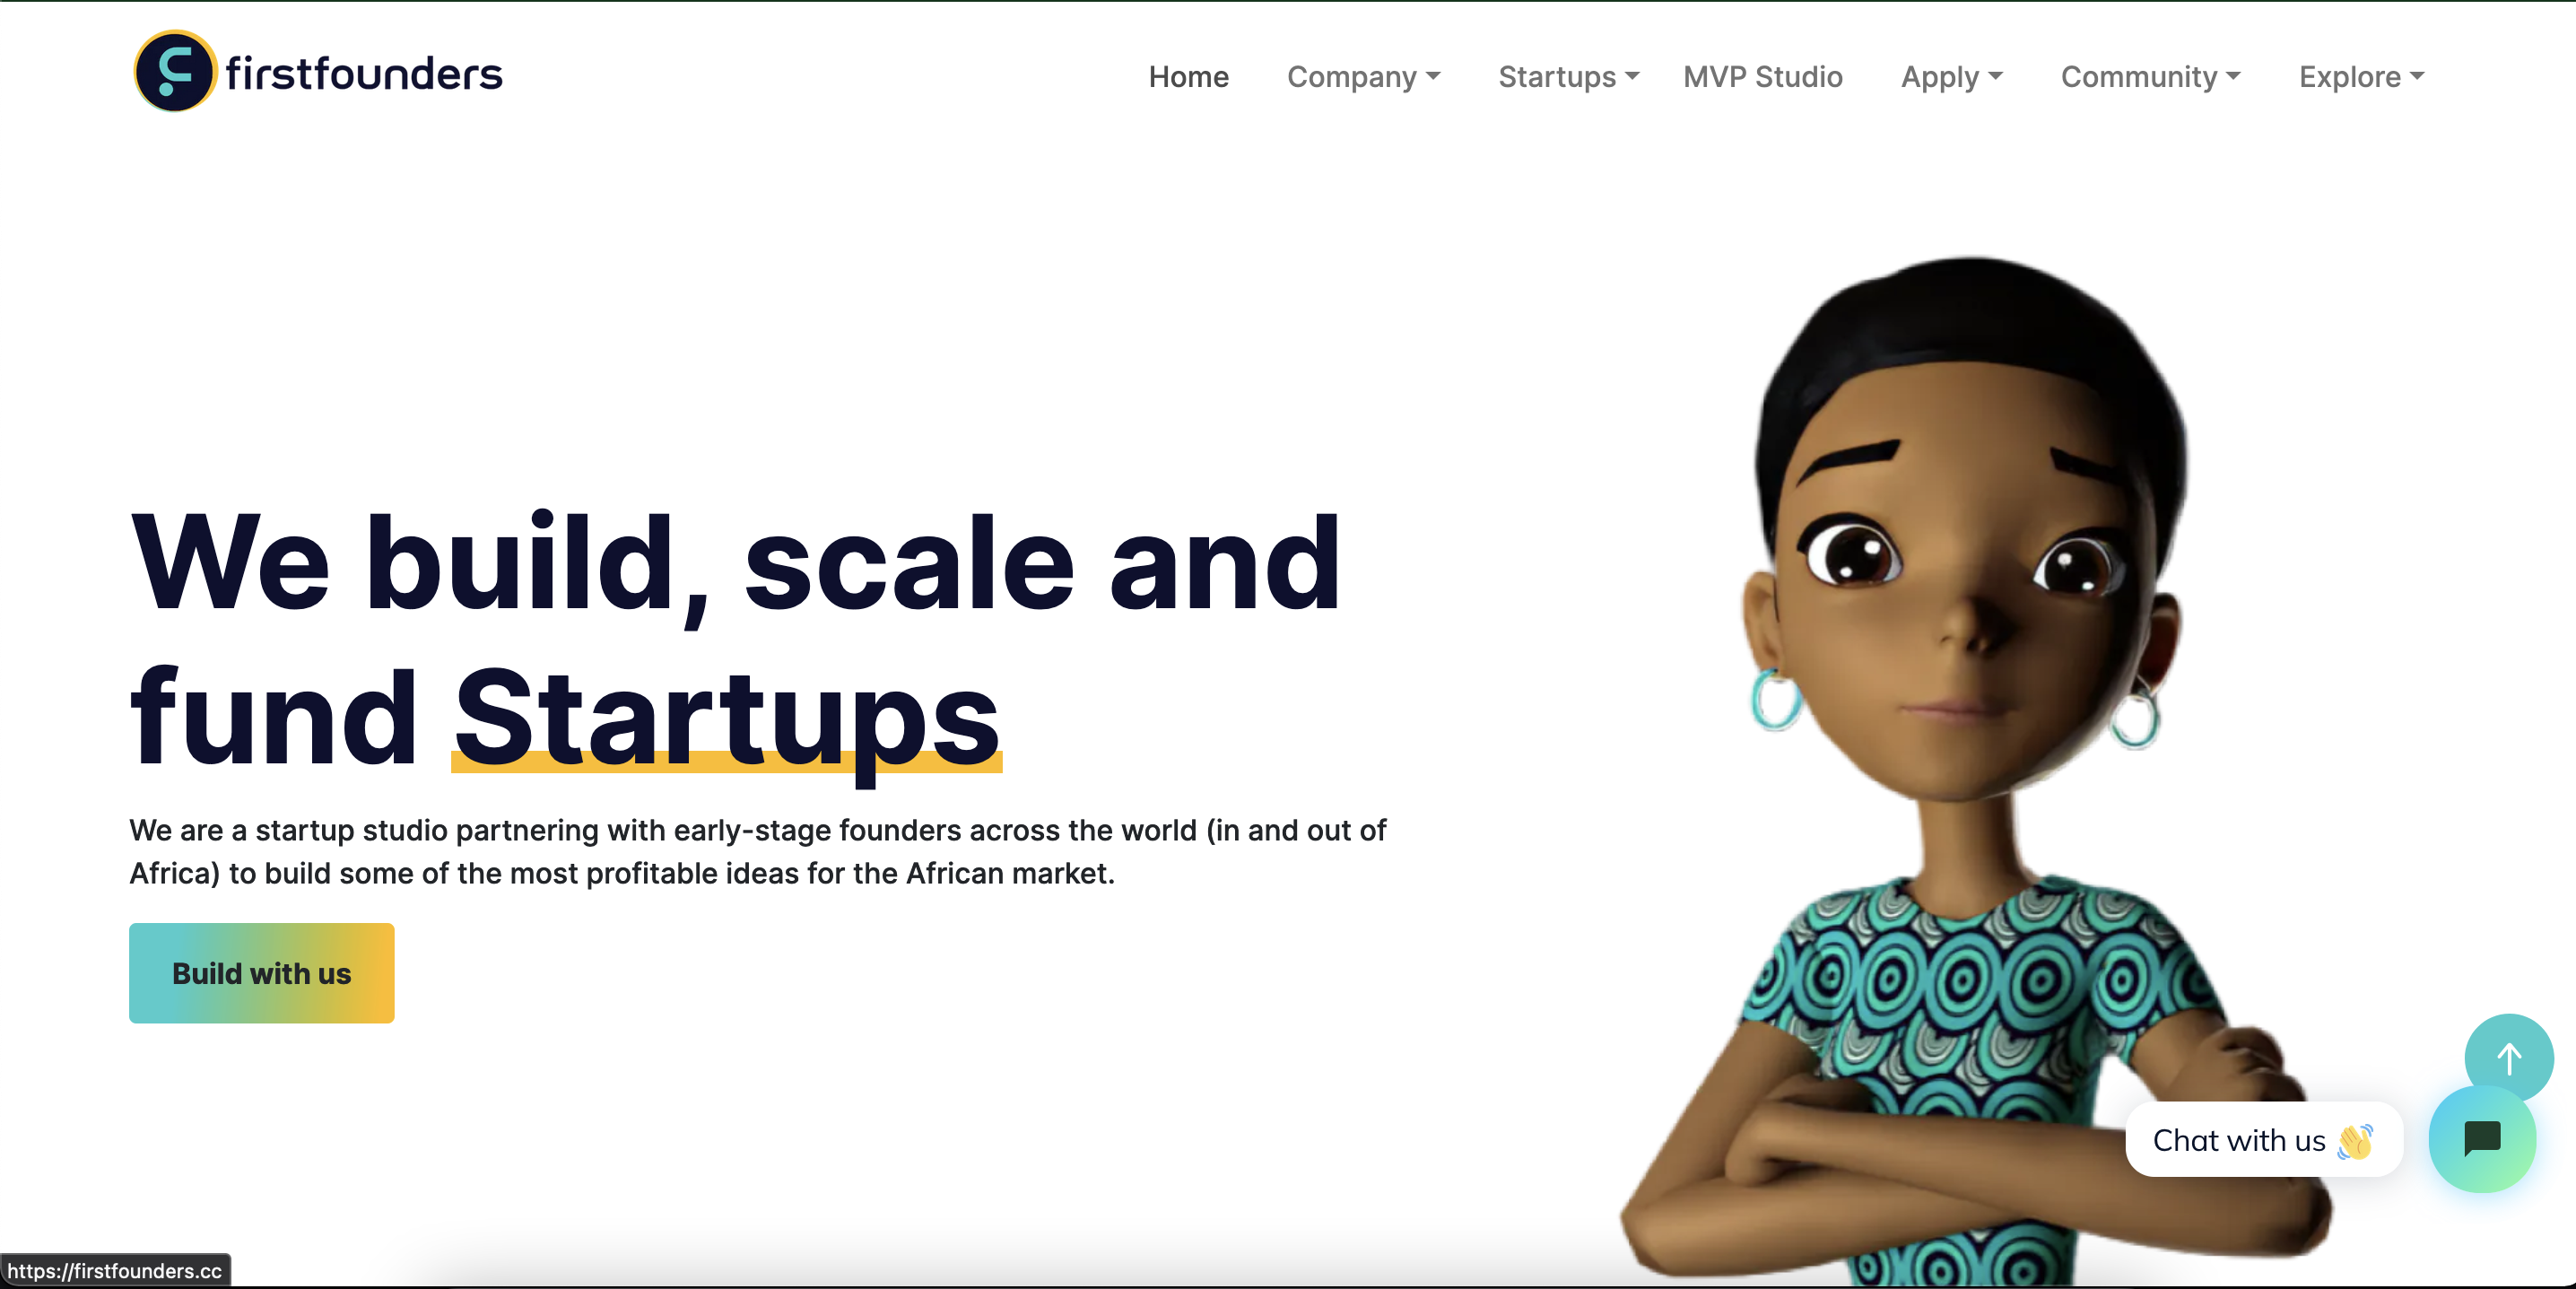 firstfounders
Home Company Startups MVP Studio Apply Community Explore
We build, scale and
fund Startups
We are a startup studio partnering with early-stage founders across the world (in and out of
Africa) to build some of the most profitable ideas for the African market.
Build with us
Chat with us 👋
https://firstfounders.cc